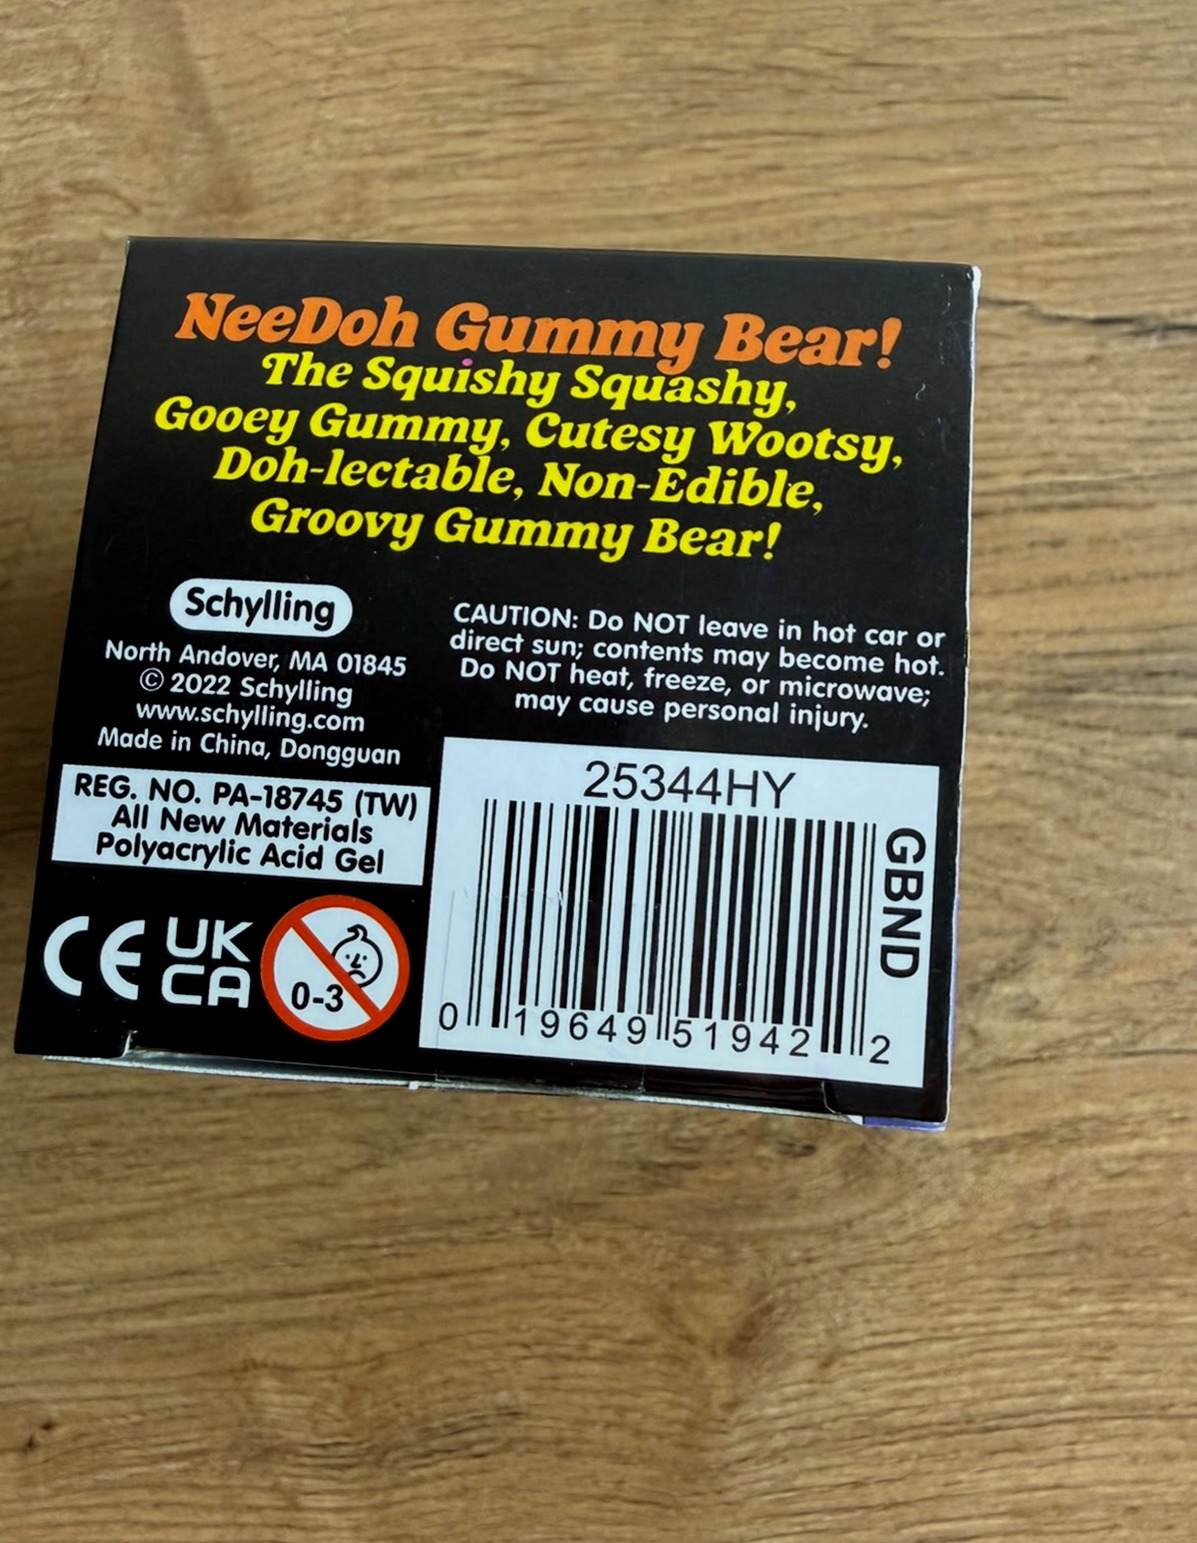 NeeDoh Gummy Bear!
The Squishy Squashy,
Gooey Gummy, Cutesy Wootsy,
Doh-lectable, Non-Edible,
Groovy Gummy Bear!
Schylling
North Andover, MA 01845
© 2022 Schylling
www.schylling.com
Made in China, Dongguan
REG. NO. PA-18745 (TW)
All New Materials
Polyacrylic Acid Gel
CE
UK
CA
0-3
CAUTION: Do NOT leave in hot car or
direct sun; contents may become hot.
Do NOT heat, freeze, or microwave;
may cause personal injury.
25344HY
GBND
0 19649 51942 2